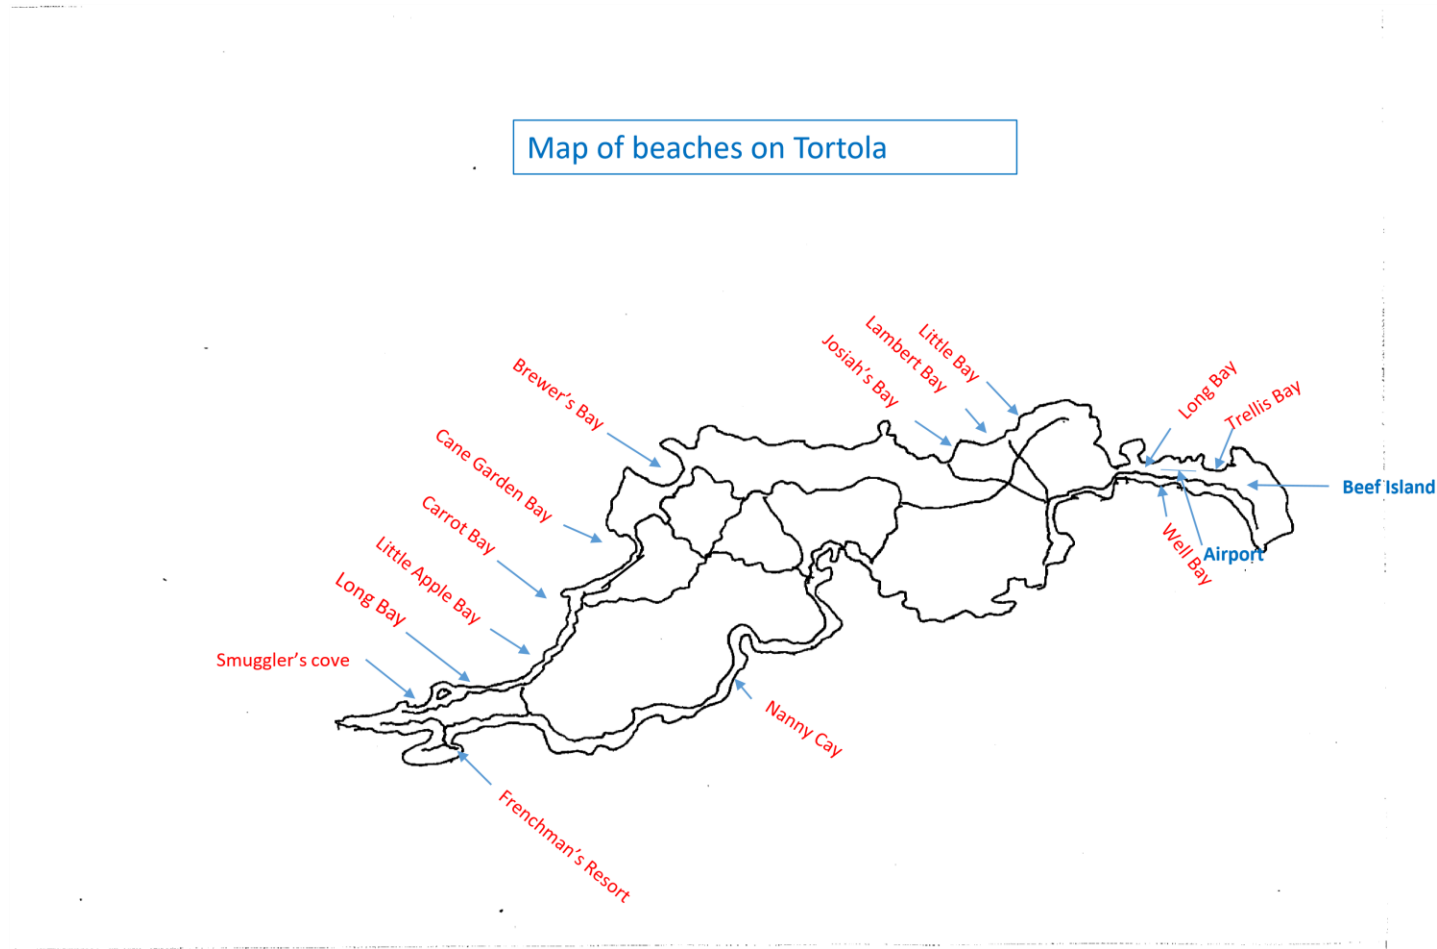 Map of beaches on Tortola
Little Bay
Lambert Bay
Josiah's Bay
Brewer's Bay
Long Bay
Trellis Bay
Cane Garden Bay
Beef Island
Carrot Bay
Little Apple Bay
Well Bay
Airport
Long Bay
Smuggler's cove
Nanny Cay
Frenchman's Resort